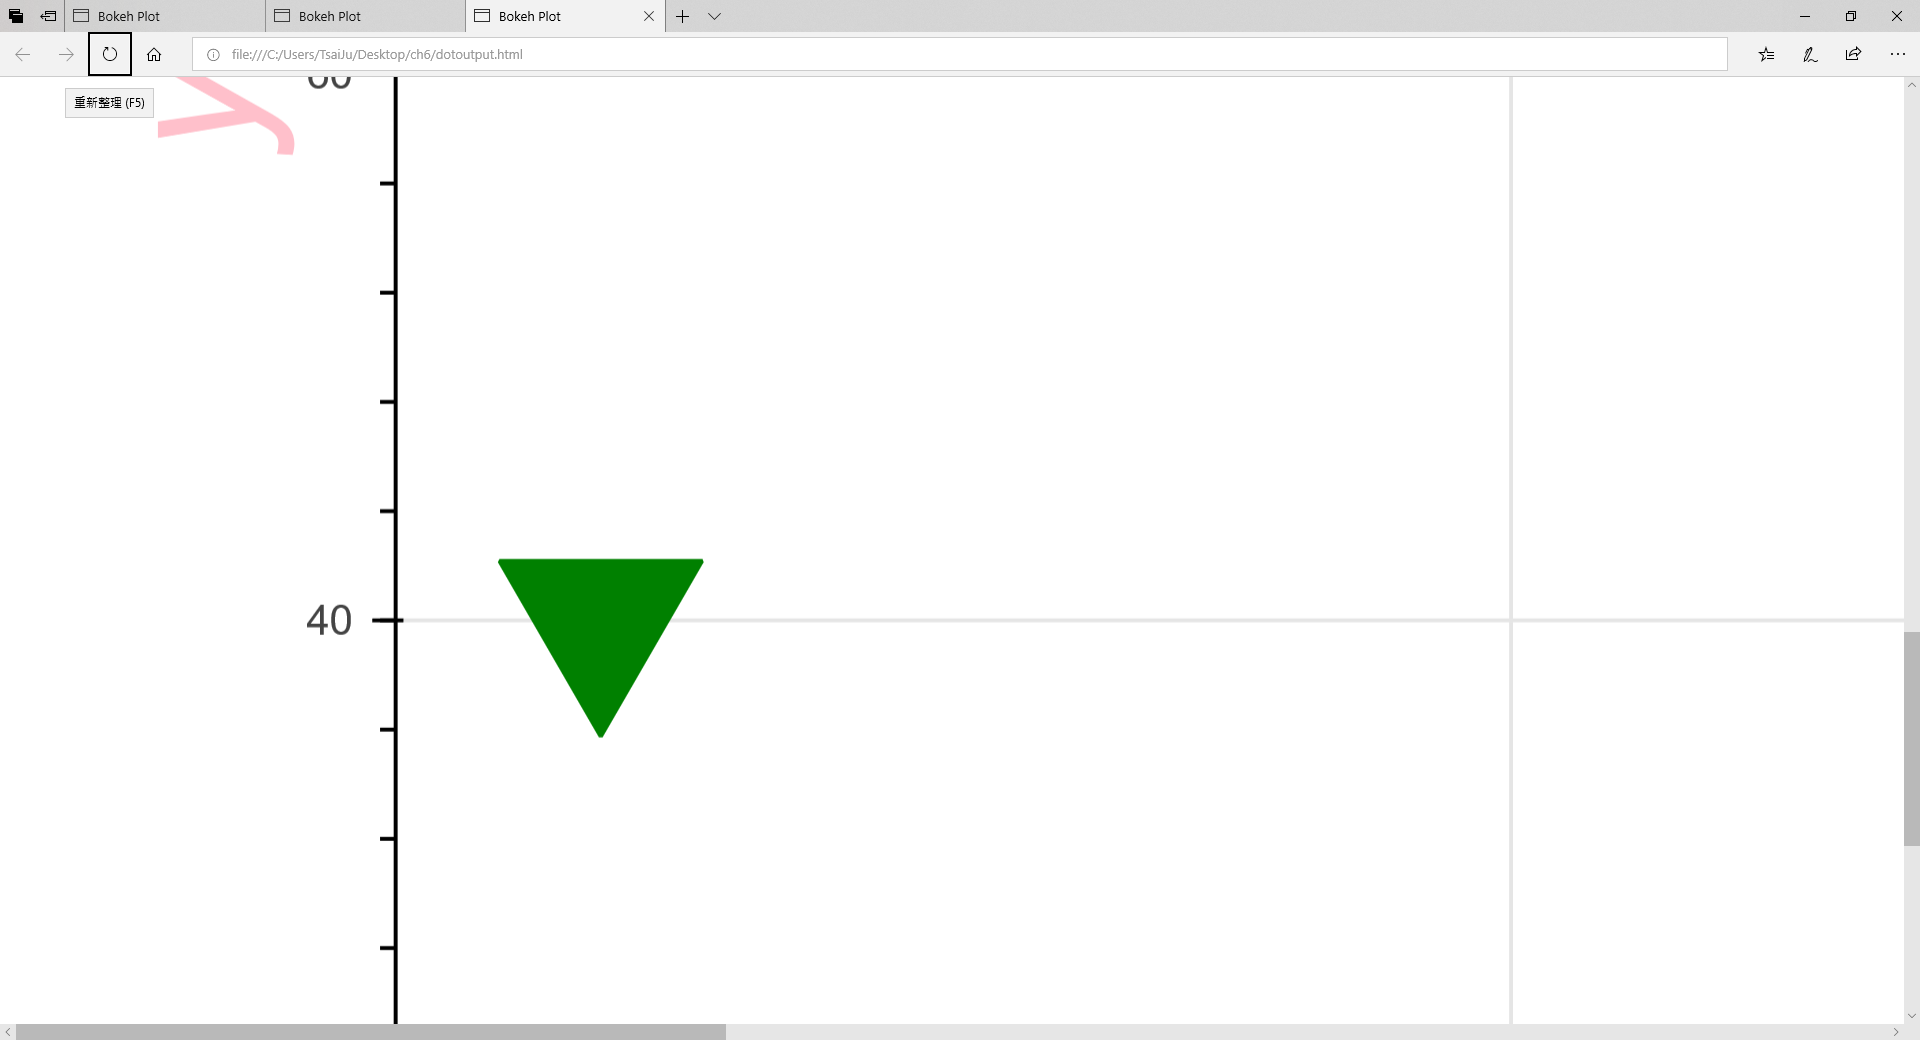 Bokeh Plot
Bokeh Plot
Bokeh Plot
file:///C:/Users/TsaiJu/Desktop/ch6/dotoutput.html
重新整理 (F5)
y
60
40